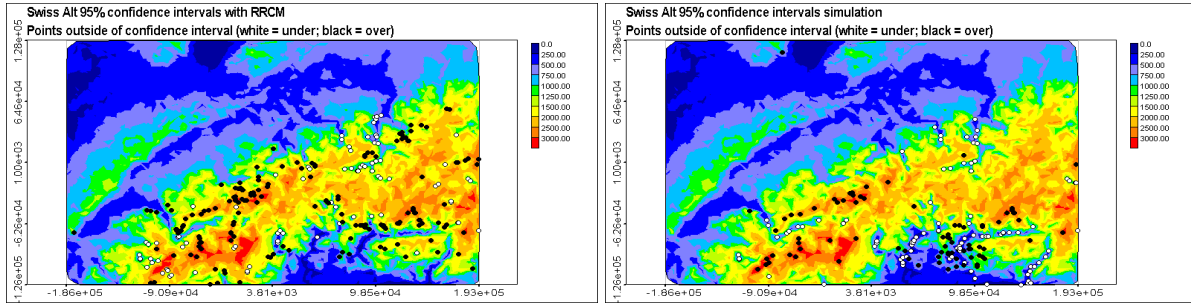 Swiss Alt 95% confidence intervals with RRCM
Points outside of confidence interval (white = under; black = over)
1.28e+05
6.46e+04
1.00e+03
-6.26e+04
-1.26e+05
-1.86e+05 -9.09e+04 3.81e+03 9.85e+04 1.93e+05
0.0
250.00
500.00
750.00
1000.00
1500.00
2000.00
2500.00
3000.00
Swiss Alt 95% confidence intervals simulation
Points outside of confidence interval (white = under; black = over)
1.28e+05
6.46e+04
1.00e+03
-6.26e+04
-1.26e+05
-1.86e+05 -9.09e+04 3.81e+03 9.85e+04 1.93e+05
0.0
250.00
500.00
750.00
1000.00
1500.00
2000.00
2500.00
3000.00